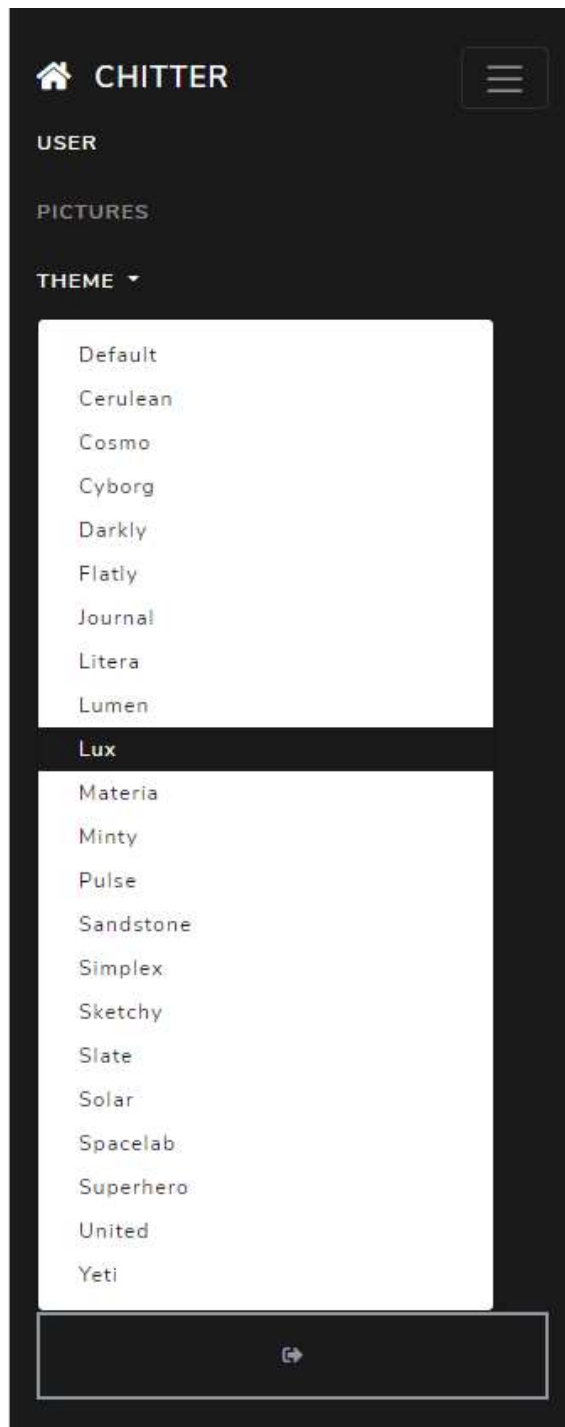 CHITTER
USER
PICTURES
THEME
Default
Cerulean
Cosmo
Cyborg
Darkly
Flatly
Journal
Litera
Lumen
Lux
Materia
Minty
Pulse
Sandstone
Simplex
Sketchy
Slate
Solar
Spacelab
Superhero
United
Yeti